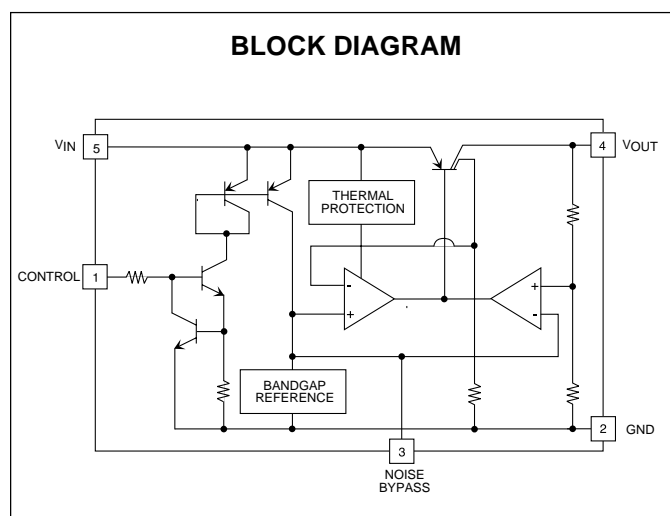 BLOCK DIAGRAM
VIN
5
4
VOUT
THERMAL
PROTECTION
CONTROL
1
-
+
+
-
BANDGAP
REFERENCE
2
GND
3
NOISE
BYPASS